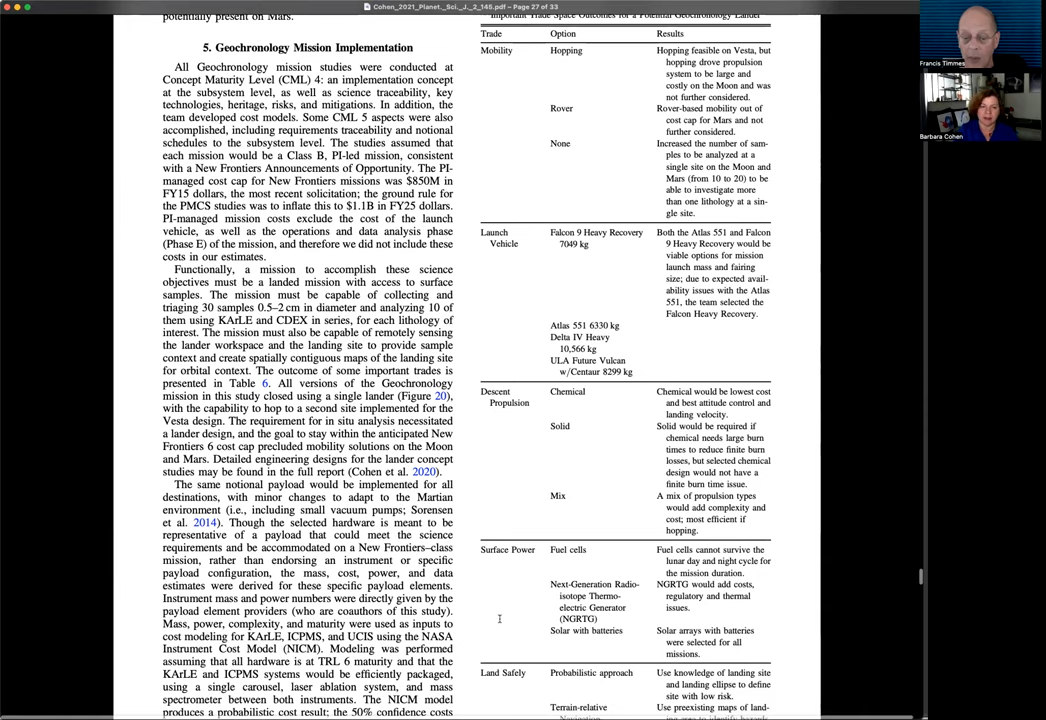 Cohen_2021_Planet._Sci._J._2_145.pdf - Page 27 of 33
potentially present on Mars.
5. Geochronology Mission Implementation
All Geochronology mission studies were conducted at
Concept Maturity Level (CML) 4: an implementation concept
at the subsystem level, as well as science traceability, key
technologies, heritage, risks, and mitigations. In addition, the
team developed cost models. Some CML 5 aspects were also
accomplished, including requirements traceability and notional
schedules to the subsystem level. The studies assumed that
each mission would be a Class B, PI-led mission, consistent
with a New Frontiers Announcements of Opportunity. The PI-
managed cost cap for New Frontiers missions was $850M in
FY15 dollars, the most recent solicitation; the ground rule for
the PMCS studies was to inflate this to $1.1B in FY25 dollars.
PI-managed mission costs exclude the cost of the launch
vehicle, as well as the operations and data analysis phase
(Phase E) of the mission, and therefore we did not include these
costs in our estimates.
Functionally, a mission to accomplish these science
objectives must be a landed mission with access to surface
samples. The mission must be capable of collecting and
triaging 30 samples 0.5–2 cm in diameter and analyzing 10 of
them using KArLE and CDEX in series, for each lithology of
interest. The mission must also be capable of remotely sensing
the lander workspace and the landing site to provide sample
context and create spatially contiguous maps of the landing site
for orbital context. The outcome of some important trades is
presented in Table 6. All versions of the Geochronology
mission in this study closed using a single lander (Figure 20),
with the capability to hop to a second site implemented for the
Vesta design. The requirement for in situ analysis necessitated
a lander design, and the goal to stay within the anticipated New
Frontiers 6 cost cap precluded mobility solutions on the Moon
and Mars. Detailed engineering designs for the lander concept
studies may be found in the full report (Cohen et al. 2020).
The same notional payload would be implemented for all
destinations, with minor changes to adapt to the Martian
environment (i.e., including small vacuum pumps; Sorensen
et al. 2014). Though the selected hardware is meant to be
representative of a payload that could meet the science
requirements and be accommodated on a New Frontiers–class
mission, rather than endorsing an instrument or specific
payload configuration, the mass, cost, power, and data
estimates were derived for these specific payload elements.
Instrument mass and power numbers were directly given by the
payload element providers (who are coauthors of this study).
Mass, power, complexity, and maturity were used as inputs to
cost modeling for KArLE, ICPMS, and UCIS using the NASA
Instrument Cost Model (NICM). Modeling was performed
assuming that all hardware is at TRL 6 maturity and that the
KArLE and ICPMS systems would be efficiently packaged,
using a single carousel, laser ablation system, and mass
spectrometer between both instruments. The NICM model
produces a probabilistic cost result; the 50% confidence costs
Important Trade Space Outcomes for a Potential Geochronology Lander
Trade Option Results
Mobility Hopping Hopping feasible on Vesta, but
hopping drove propulsion
system to be large and
costly on the Moon and was
not further considered.
Rover Rover-based mobility out of
cost cap for Mars and not
further considered.
None Increased the number of sam-
ples to be analyzed at a
single site on the Moon and
Mars (from 10 to 20) to be
able to investigate more
than one lithology at a sin-
gle site.
Launch Falcon 9 Heavy Recovery Both the Atlas 551 and Falcon
Vehicle 7049 kg 9 Heavy Recovery would be
viable options for mission
launch mass and fairing
size; due to expected avail-
ability issues with the Atlas
551, the team selected the
Falcon Heavy Recovery.
Atlas 551 6330 kg
Delta IV Heavy
10,566 kg
ULA Future Vulcan
w/Centaur 8299 kg
Descent Chemical Chemical would be lowest cost
Propulsion and best attitude control and
landing velocity.
Solid Solid would be required if
chemical needs large burn
times to reduce finite burn
losses, but selected chemical
design would not have a
finite burn time issue.
Mix A mix of propulsion types
would add complexity and
cost; most efficient if
hopping.
Surface Power Fuel cells Fuel cells cannot survive the
lunar day and night cycle for
the mission duration.
Next-Generation Radio- NGRTG would add costs,
isotope Thermo- regulatory and thermal
electric Generator issues.
(NGRTG)
Solar with batteries Solar arrays with batteries
were selected for all
missions.
Land Safely Probabilistic approach Use knowledge of landing site
and landing ellipse to define
site with low risk.
Terrain-relative Use preexisting maps of land-
Navigation ing area to identify hazards
Francis Timmes
Barbara Cohen